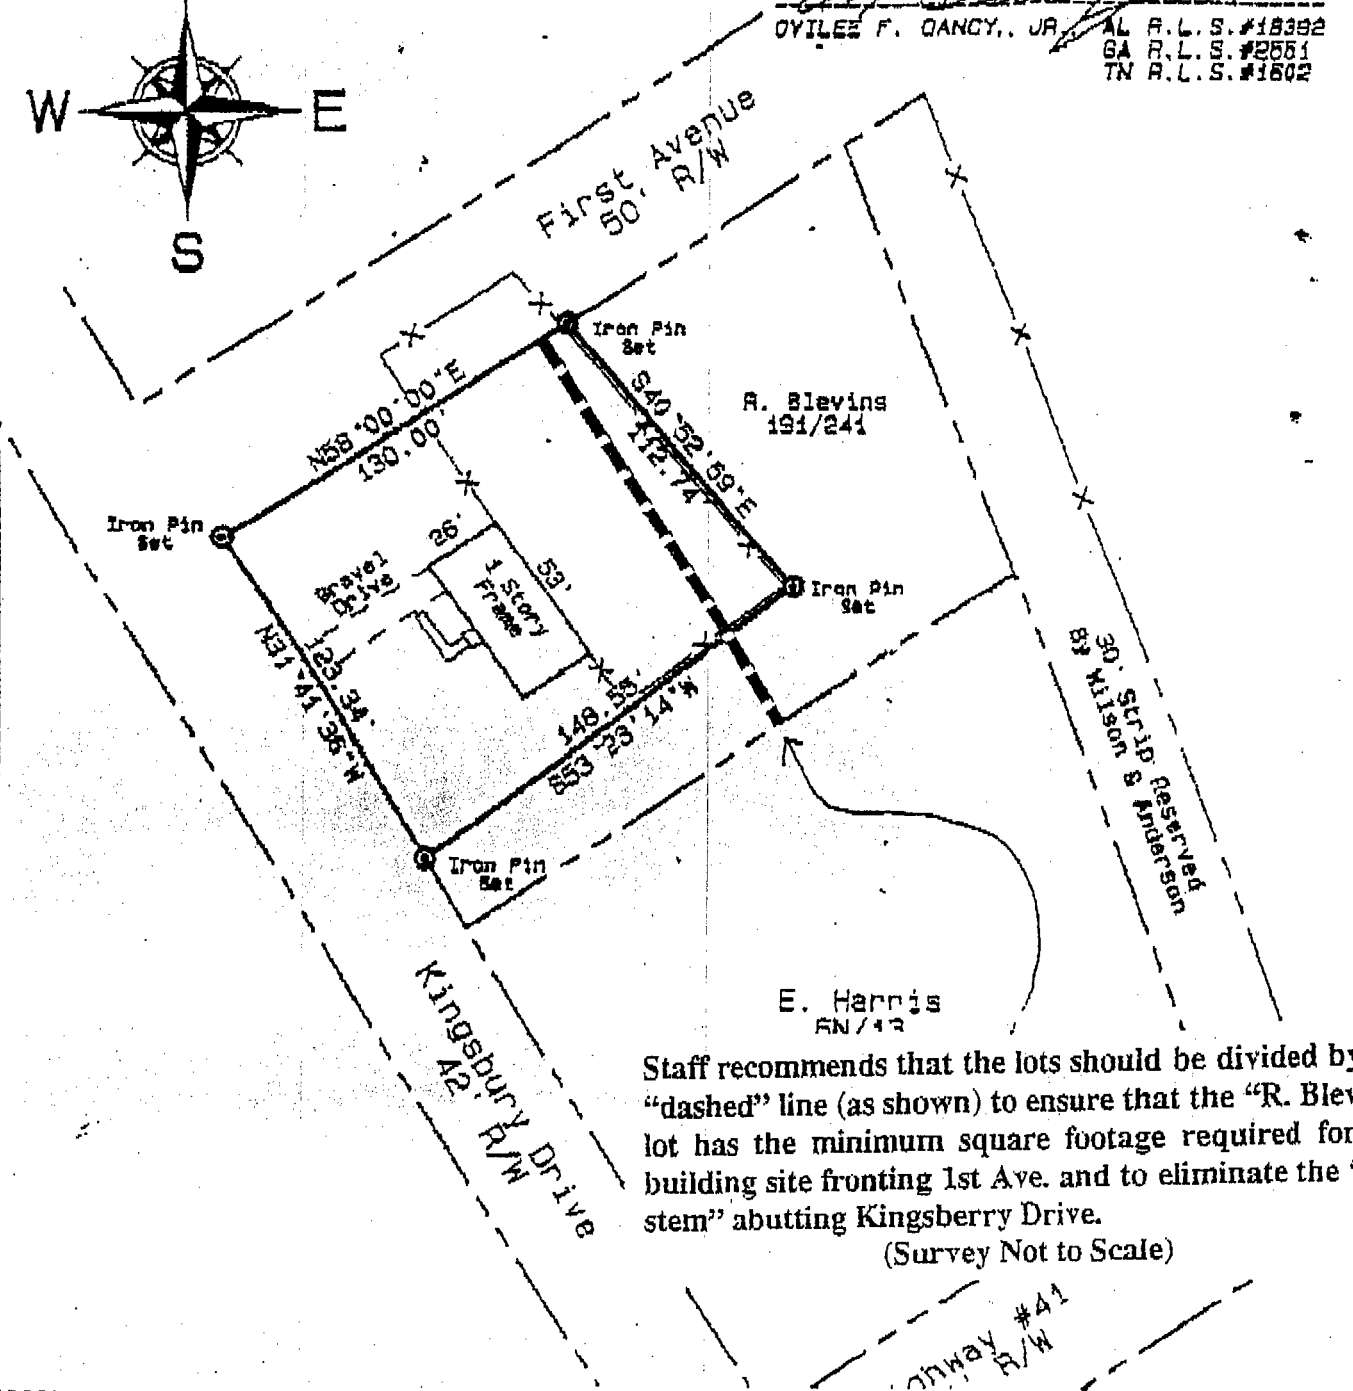 OVILEE F. DANCY., JR. AL R.L.S.#18392
GA R.L.S.#2551
TN R.L.S.#1602
W E
S
First Avenue
50' R/W
Iron Pin
Set
N58°00'00"E
130.00'
S40°52'59"E
112.74'
R. Blevins
191/241
Iron Pin
Set
26'
53'
1 Story
Frame
Gravel
Drive
Iron Pin
Set
N31°41'36"W
123.34'
148.55'
S53°23'14"W
Iron Pin
Set
30' Strip Reserved
By Wilson & Anderson
Kingsbury Drive
42' R/W
E. Harris
Staff recommends that the lots should be divided by
"dashed" line (as shown) to ensure that the "R. Blev
lot has the minimum square footage required for
building site fronting 1st Ave. and to eliminate the "
stem" abutting Kingsberry Drive.
(Survey Not to Scale)
#41
R/W